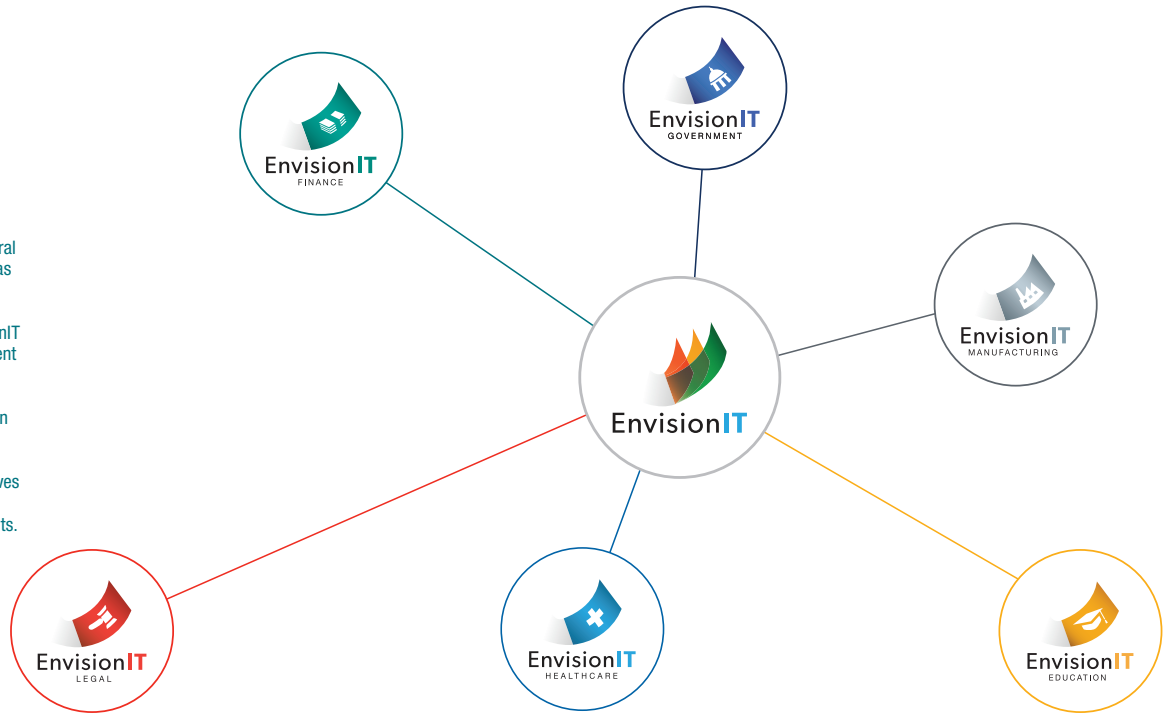 EnvisionIT
GOVERNMENT
EnvisionIT
FINANCE
EnvisionIT
MANUFACTURING
EnvisionIT
EnvisionIT
LEGAL
EnvisionIT
HEALTHCARE
EnvisionIT
EDUCATION